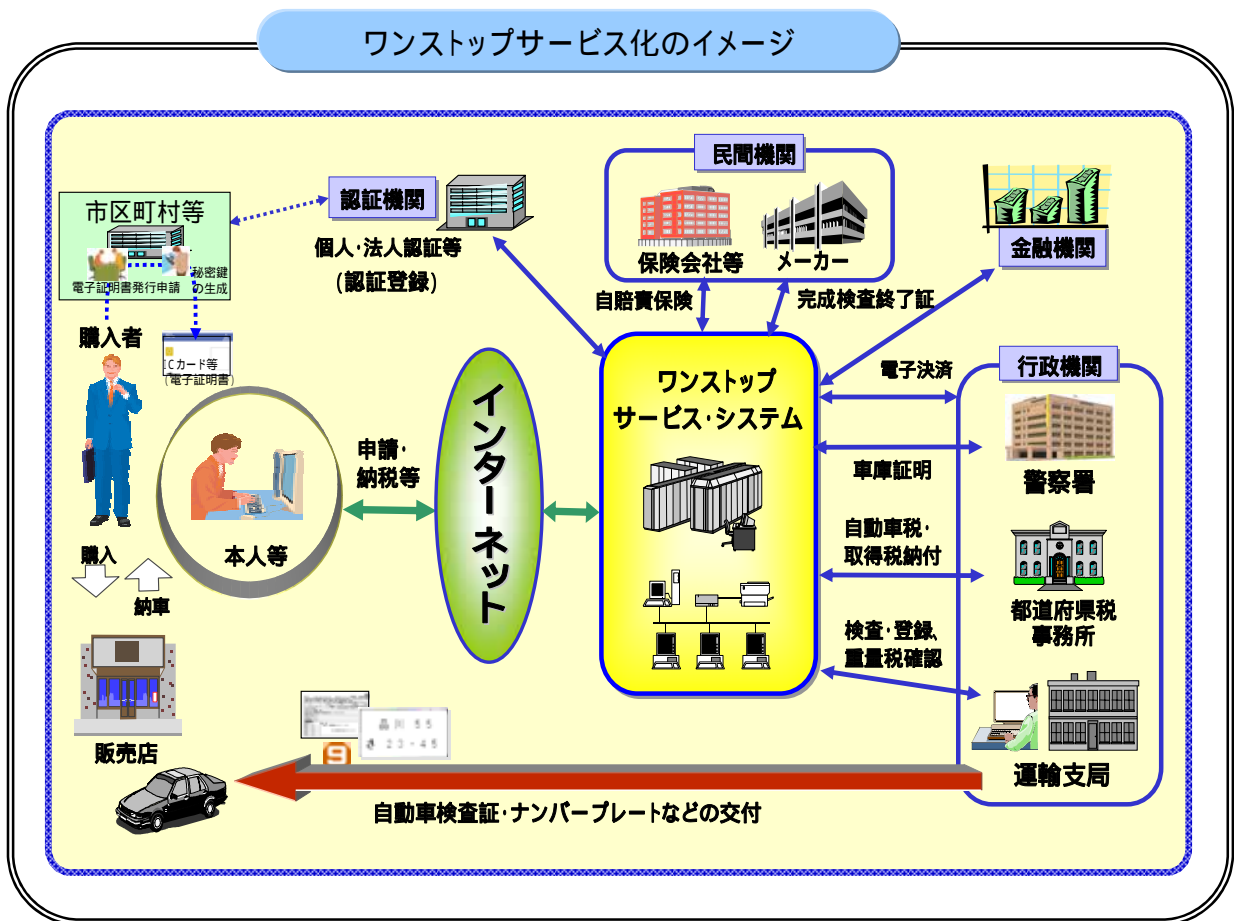 ワンストップサービス化のイメージ
民間機関
市区町村等
認証機関
個人・法人認証等
(認証登録)
保険会社等
メーカー
金融機関
秘密鍵
の生成
電子証明書発行申請
自賠責保険
完成検査終了証
購入者
ICカード等
(電子証明書)
ワンストップ
サービス・システム
電子決済
行政機関
インターネット
申請・
納税等
車庫証明
警察署
本人等
自動車税・
取得税納付
購入
納車
都道府県税
事務所
検査・登録、
重量税確認
品川 55
23-45
9
販売店
運輸支局
自動車検査証・ナンバープレートなどの交付